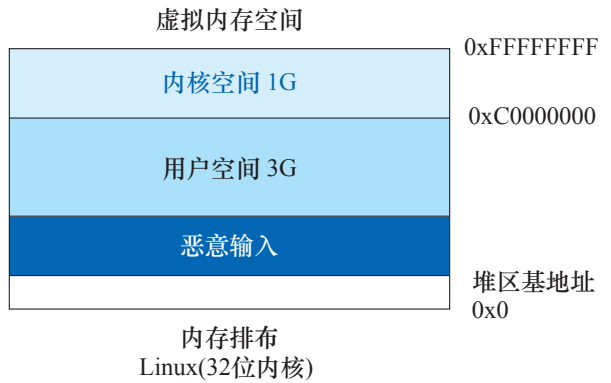 虚拟内存空间
0xFFFFFFFF
内核空间 1G
0xC0000000
用户空间 3G
恶意输入
堆区基地址
0x0
内存排布
Linux(32位内核)